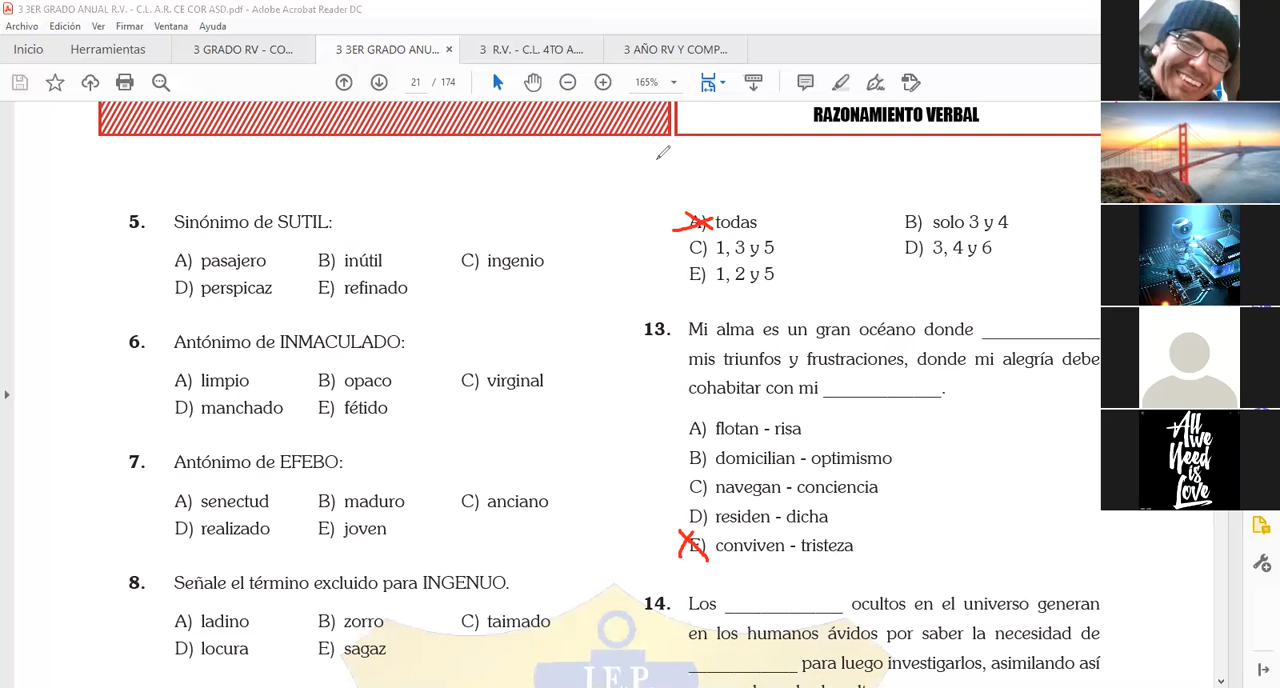 3 3ER GRADO ANUAL R.V. - C.L. A.R. CE COR ASD.pdf - Adobe Acrobat Reader DC
Archivo Edición Ver Firmar Ventana Ayuda
Inicio Herramientas 3 GRADO RV - CO... 3 3ER GRADO ANU... × 3 R.V. - C.L. 4TO A.... 3 AÑO RV Y COMP...
21 / 174 165%
RAZONAMIENTO VERBAL
5. Sinónimo de SUTIL:
A) pasajero B) inútil C) ingenio
D) perspicaz E) refinado
6. Antónimo de INMACULADO:
A) limpio B) opaco C) virginal
D) manchado E) fétido
7. Antónimo de EFEBO:
A) senectud B) maduro C) anciano
D) realizado E) joven
8. Señale el término excluido para INGENUO.
A) ladino B) zorro C) taimado
D) locura E) sagaz
I.E.P.
A) todas B) solo 3 y 4
C) 1, 3 y 5 D) 3, 4 y 6
E) 1, 2 y 5
13. Mi alma es un gran océano donde ____________
mis triunfos y frustraciones, donde mi alegría debe
cohabitar con mi ____________.
A) flotan - risa
B) domicilian - optimismo
C) navegan - conciencia
D) residen - dicha
E) conviven - tristeza
14. Los ____________ ocultos en el universo generan
en los humanos ávidos por saber la necesidad de
___________ para luego investigarlos, asimilando así
All
we
Need
is
Love